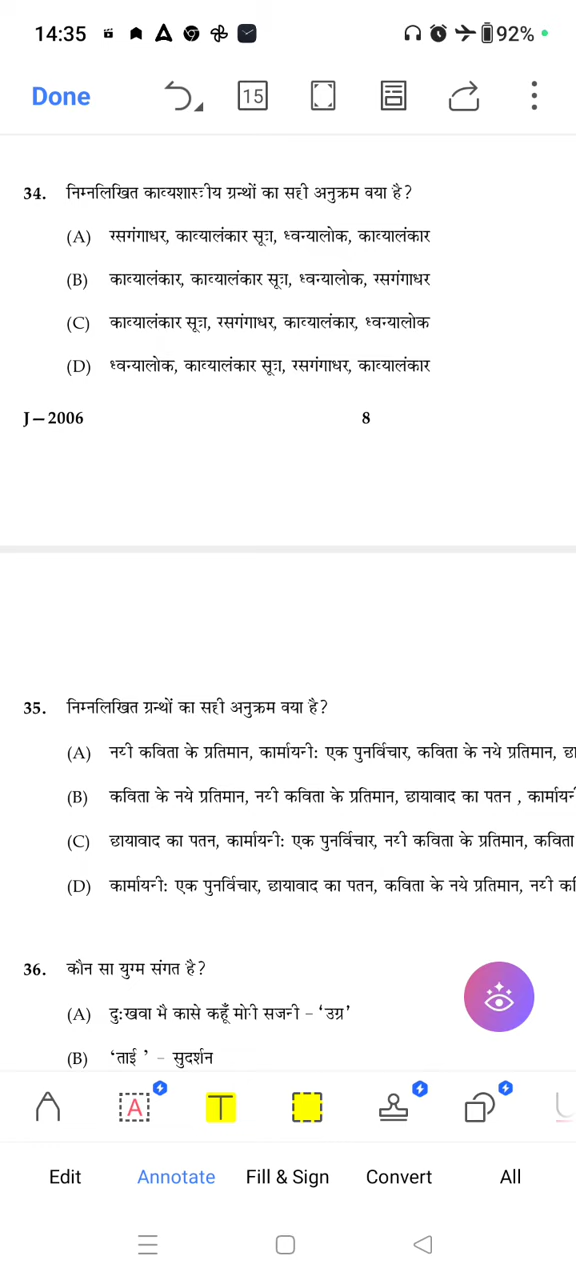 14:35
92%
Done
15
34. निम्नलिखित काव्यशास्त्रीय ग्रन्थों का सही अनुक्रम क्या है?
(A) रसगंगाधर, काव्यालंकार सूत्र, ध्वन्यालोक, काव्यालंकार
(B) काव्यालंकार, काव्यालंकार सूत्र, ध्वन्यालोक, रसगंगाधर
(C) काव्यालंकार सूत्र, रसगंगाधर, काव्यालंकार, ध्वन्यालोक
(D) ध्वन्यालोक, काव्यालंकार सूत्र, रसगंगाधर, काव्यालंकार
J-2006 8
35. निम्नलिखित ग्रन्थों का सही अनुक्रम क्या है?
(A) नयी कविता के प्रतिमान, कामायनी: एक पुनर्विचार, कविता के नये प्रतिमान,
(B) कविता के नये प्रतिमान, नयी कविता के प्रतिमान, छायावाद का पतन ,
(C) छायावाद का पतन, कामायनी: एक पुनर्विचार, नयी कविता के प्रतिमान, कविता
(D) कामायनी: एक पुनर्विचार, छायावाद का पतन, कविता के नये प्रतिमान, नयी
36. कौन सा युग्म संगत है?
(A) दुःखवा मै कासे कहूँ मोरी सजनी - 'उग्र'
(B) 'ताई ' - सुदर्शन
A T
Edit Annotate Fill & Sign Convert All